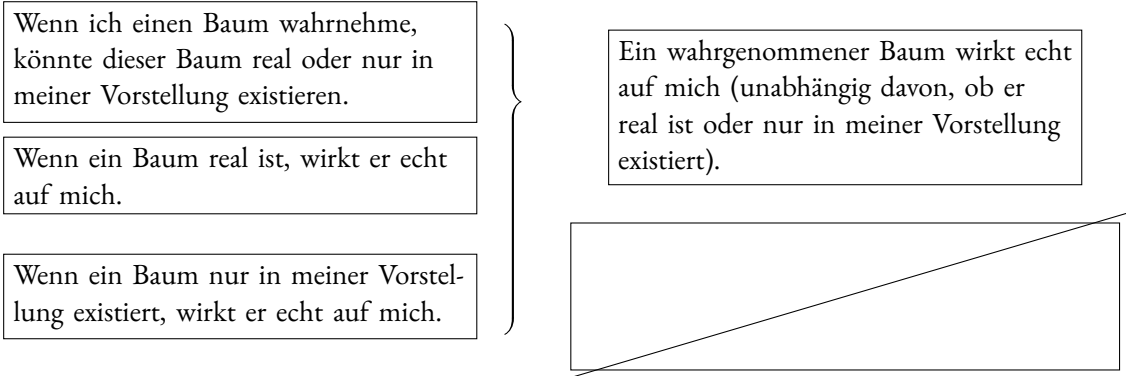 Wenn ich einen Baum wahrnehme,
könnte dieser Baum real oder nur in
meiner Vorstellung existieren.
Wenn ein Baum real ist, wirkt er echt
auf mich.
Wenn ein Baum nur in meiner Vorstel-
lung existiert, wirkt er echt auf mich.
Ein wahrgenommener Baum wirkt echt
auf mich (unabhängig davon, ob er
real ist oder nur in meiner Vorstellung
existiert).